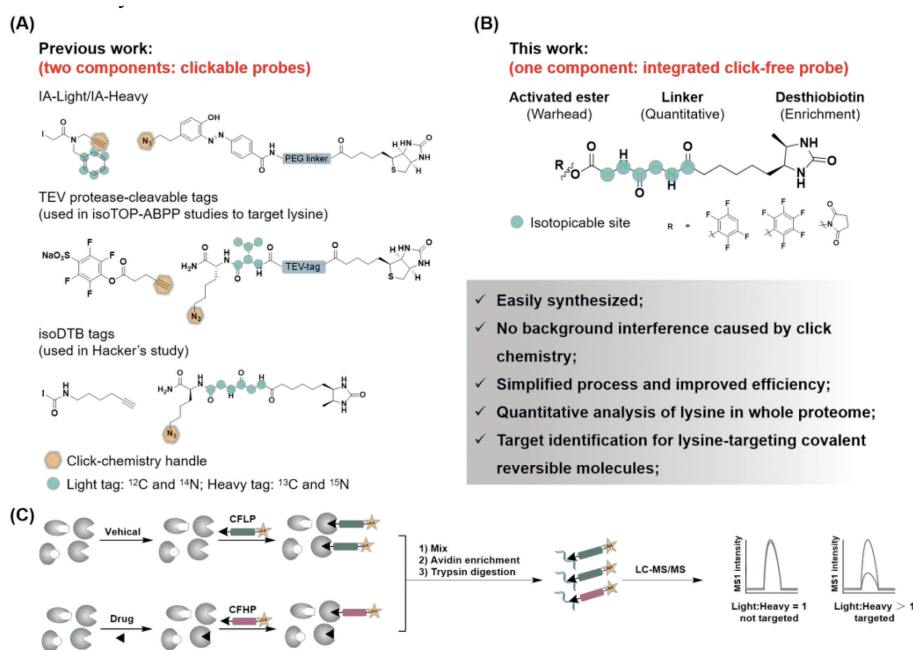 (A)
Previous work:
(two components: clickable probes)
IA-Light/IA-Heavy
I
O
N
N3
OH
N
N
O
H
N
PEG linker
O
HN
NH
O
S
TEV protease-cleavable tags
(used in isoTOP-ABPP studies to target lysine)
NaO3S
F
F
F
F
O
O
H2N
O
H
N
O
N
H
TEV-tag
O
HN
NH
O
S
N3
isoDTB tags
(used in Hacker's study)
I
O
H
N
H2N
O
H
N
O
O
H
N
N
H
O
O
HN
NH
O
N3
Click-chemistry handle
Light tag: 12C and 14N; Heavy tag: 13C and 15N
(B)
This work:
(one component: integrated click-free probe)
Activated ester
(Warhead)
Linker
(Quantitative)
Desthiobiotin
(Enrichment)
R
O
O
H
N
O
N
H
O
HN
NH
O
Isotopicable site
R =
F
F
F
F
F
F
F
F
F
O
N
O
✓ Easily synthesized;
✓ No background interference caused by click
chemistry;
✓ Simplified process and improved efficiency;
✓ Quantitative analysis of lysine in whole proteome;
✓ Target identification for lysine-targeting covalent
reversible molecules;
(C)
Vehical
CFLP
Drug
CFHP
1) Mix
2) Avidin enrichment
3) Trypsin digestion
LC-MS/MS
MS1 intensity
Light:Heavy = 1
not targeted
MS1 intensity
Light:Heavy > 1
targeted